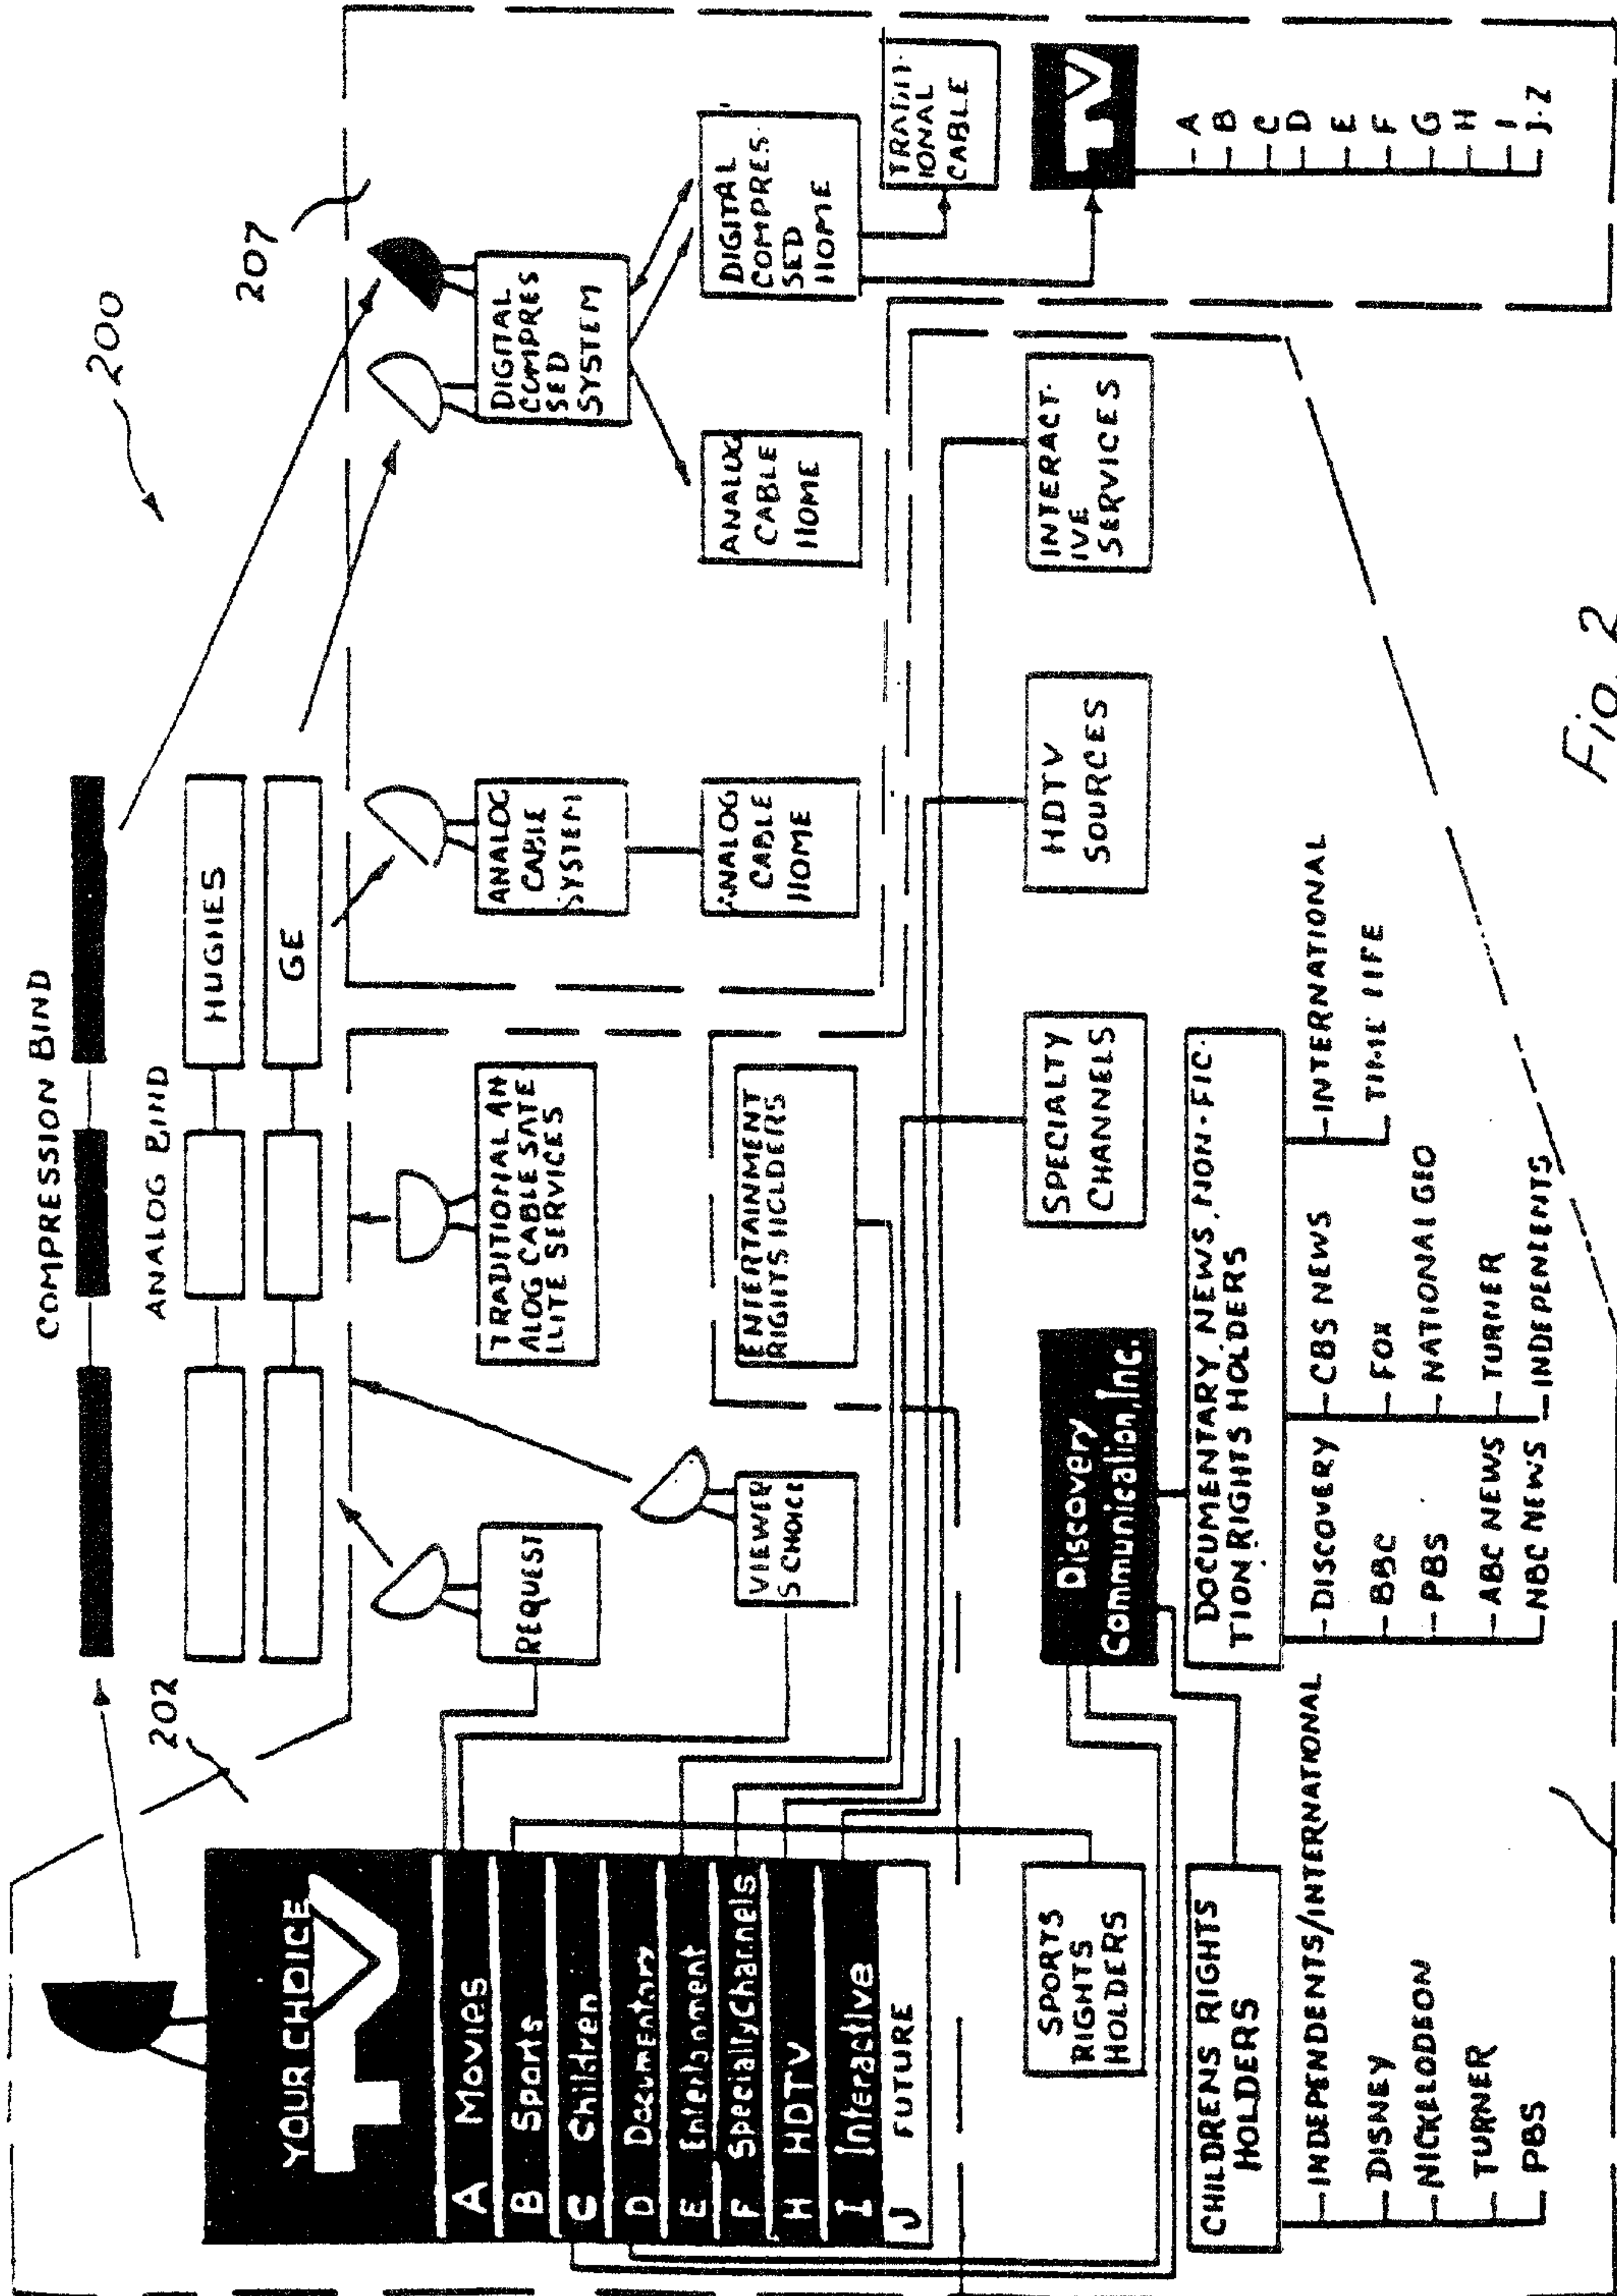 200
207
202
COMPRESSION BIND
ANALOG BIND
HUGHES
GE
YOUR CHOICE
TV
A Movies
B Sports
C Children
D Documentary
E Entertainment
F Specialty Channels
H HDTV
I Interactive
J FUTURE
REQUEST
VIEWER
S CHOICE
TRADITIONAL AN
ALOG CABLE SATE
LLITE SERVICES
ENTERTAINMENT
RIGHTS HOLDERS
ANALOG
CABLE
SYSTEM
ANALOG
CABLE
HOME
DIGITAL
COMPRES
SED
SYSTEM
ANALOG
CABLE
HOME
DIGITAL
COMPRES-
SED
HOME
TRADIT-
IONAL
CABLE
TV
A
B
C
D
E
F
G
H
I
J-Z
SPORTS
RIGHTS
HOLDERS
Discovery
Communication, Inc.
SPECIALTY
CHANNELS
HDTV
SOURCES
INTERACT-
IVE
SERVICES
CHILDRENS RIGHTS
HOLDERS
INDEPENDENTS/INTERNATIONAL
DISNEY
NICKELODEON
TURNER
PBS
DOCUMENTARY, NEWS, NON-FIC-
TION RIGHTS HOLDERS
DISCOVERY
BBC
PBS
ABC NEWS
NBC NEWS
CBS NEWS
FOX
NATIONAL GEO
TURNER
INDEPENDENTS
INTERNATIONAL
TIME LIFE
Fig. 2